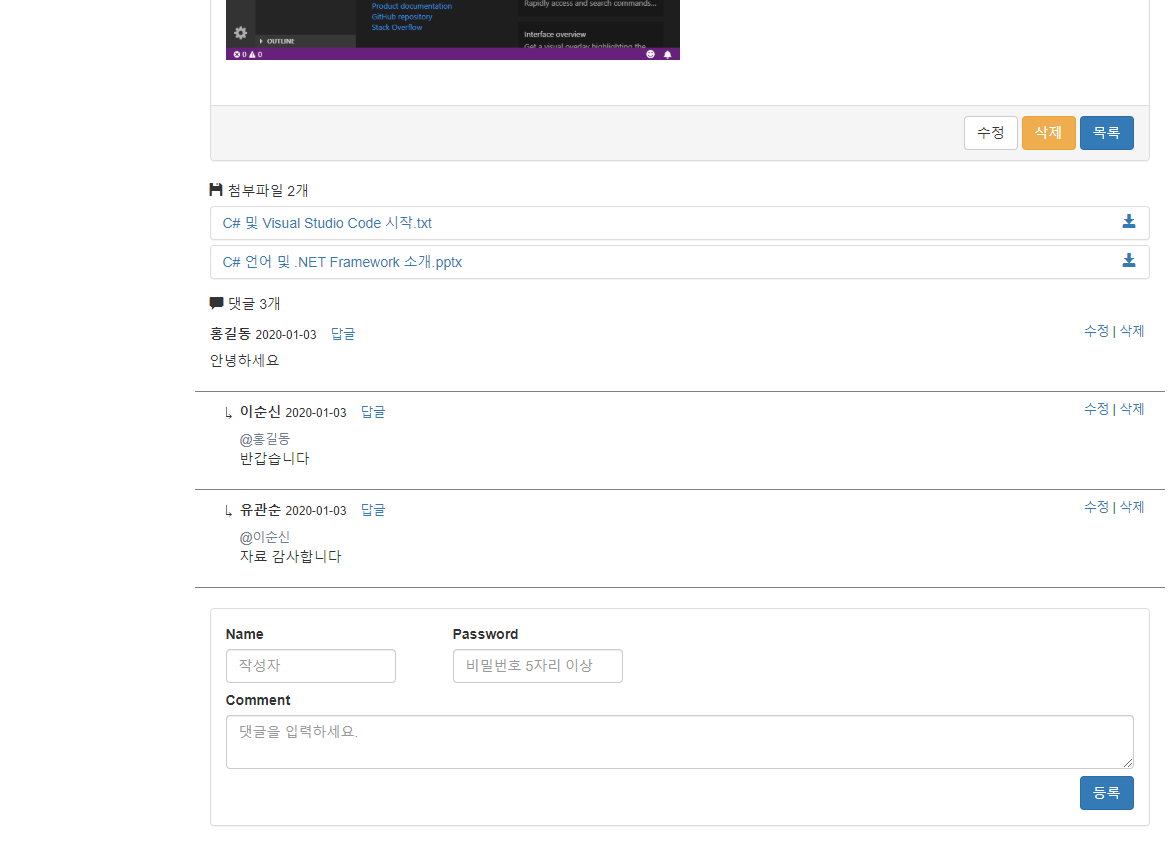 Product documentation
GitHub repository
Stack Overflow
Rapidly access and search commands...
Interface overview
Get a visual overlay highlighting the
OUTLINE
0 0
수정 삭제 목록
첨부파일 2개
C# 및 Visual Studio Code 시작.txt
C# 언어 및 .NET Framework 소개.pptx
댓글 3개
홍길동 2020-01-03 답글 수정 | 삭제
안녕하세요
이순신 2020-01-03 답글 수정 | 삭제
@홍길동
반갑습니다
유관순 2020-01-03 답글 수정 | 삭제
@이순신
자료 감사합니다
Name Password
작성자 비밀번호 5자리 이상
Comment
댓글을 입력하세요.
등록